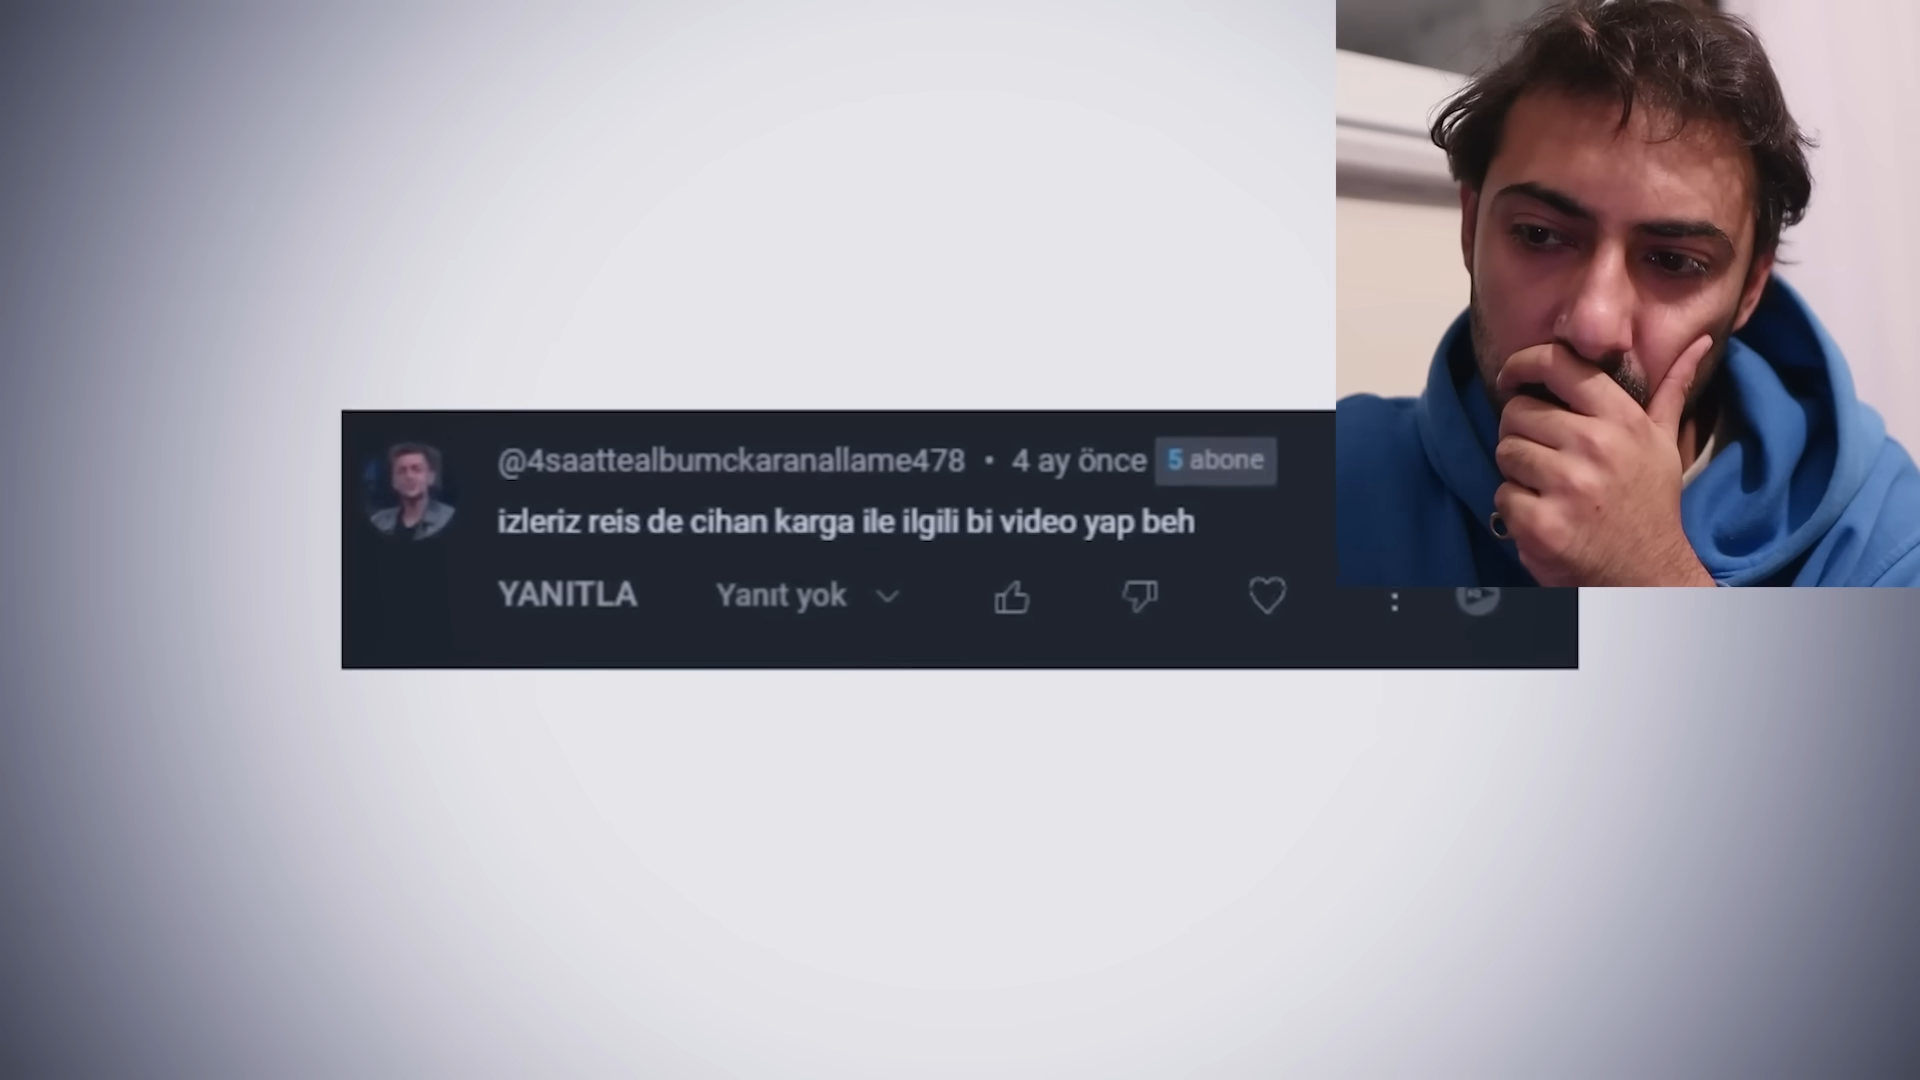 @4saattealbumckaranallame478 • 4 ay önce 5 abone
izleriz reis de cihan karga ile ilgili bi video yap beh
YANITLA Yanıt yok